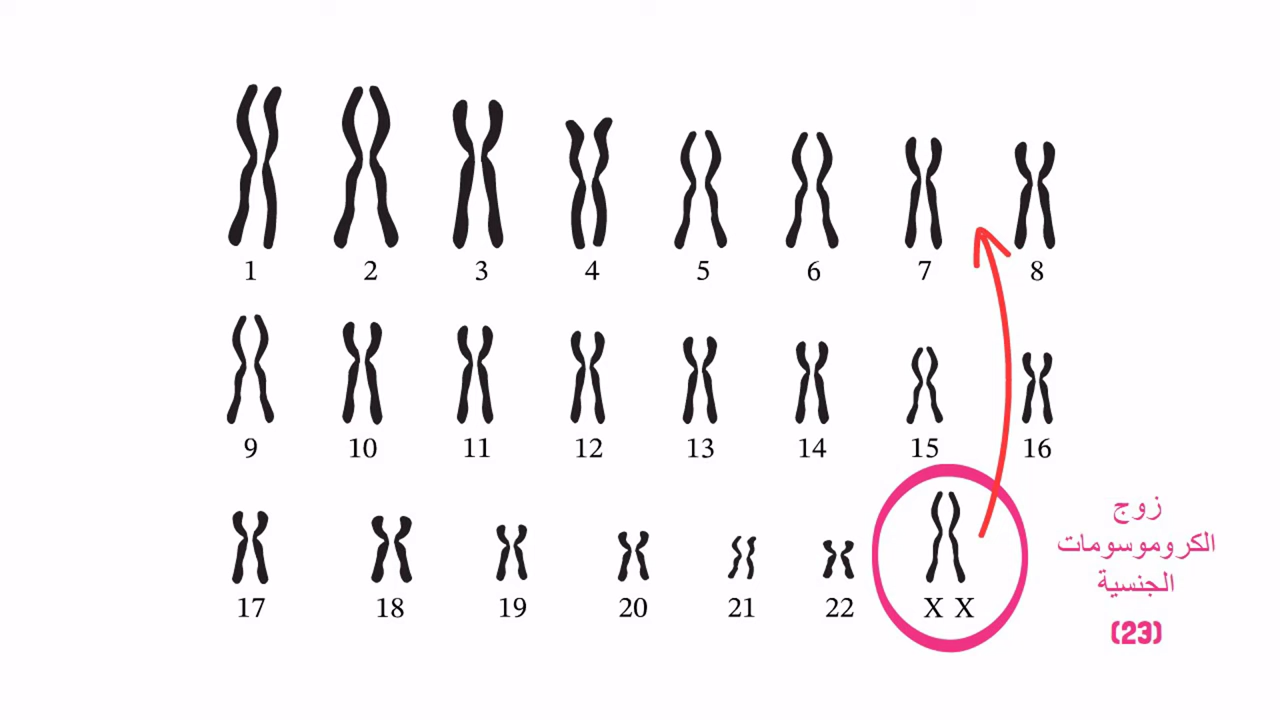 1 2 3 4 5 6 7 8
9 10 11 12 13 14 15 16
17 18 19 20 21 22 X X
زوج
الكروموسومات
الجنسية
(23)